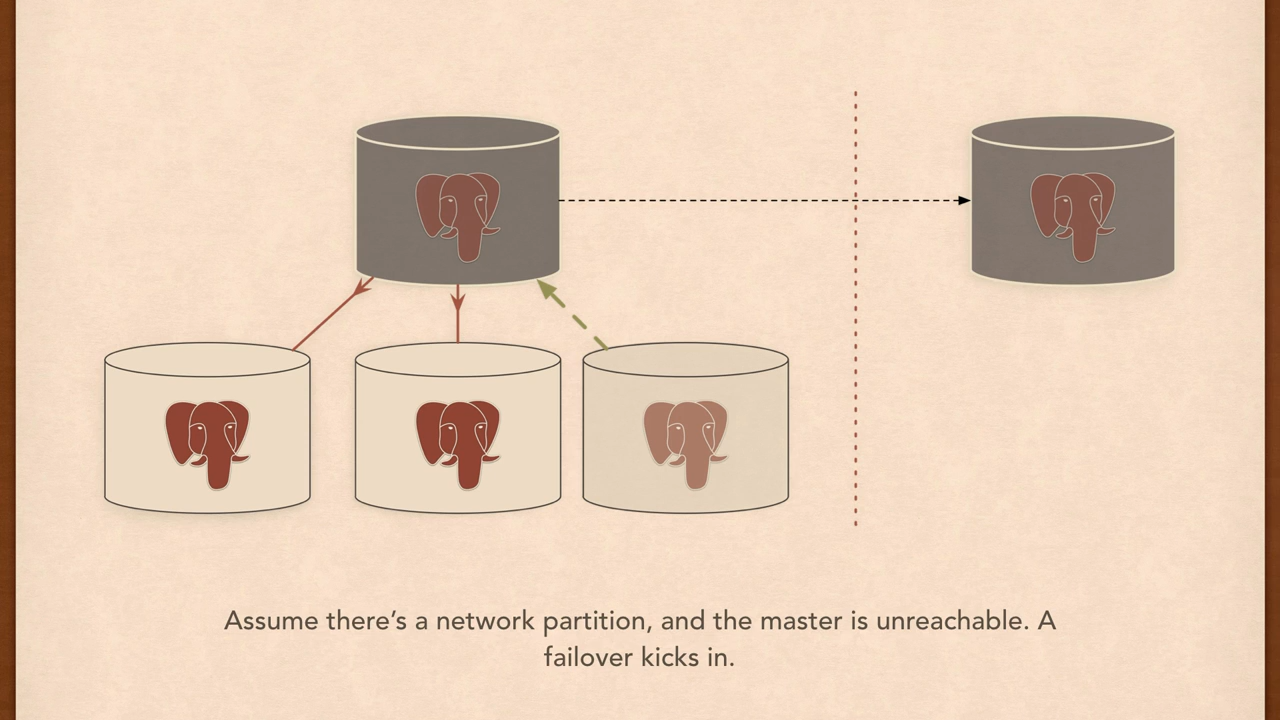 Assume there’s a network partition, and the master is unreachable. A
failover kicks in.